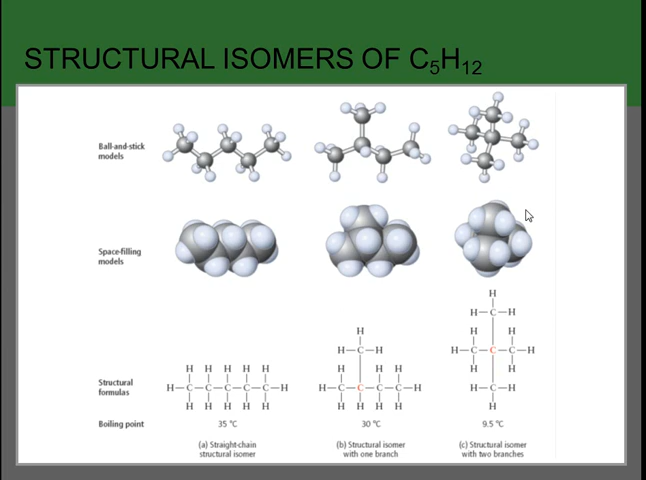 STRUCTURAL ISOMERS OF C₅H₁₂
Ball-and-stick
models
Space-filling
models
H
H—C—H
H
H
H
H—C—H
H—C—C—C—H
H
H
H H H H H
H
H H
Structural
formulas
H—C—C—C—C—C—H
H—C—C—C—C—H
H—C—H
H H H H H
H H H H
H
Boiling point
35 °C
30 °C
9.5 °C
(a) Straight-chain
structural isomer
(b) Structural isomer
with one branch
(c) Structural isomer
with two branches